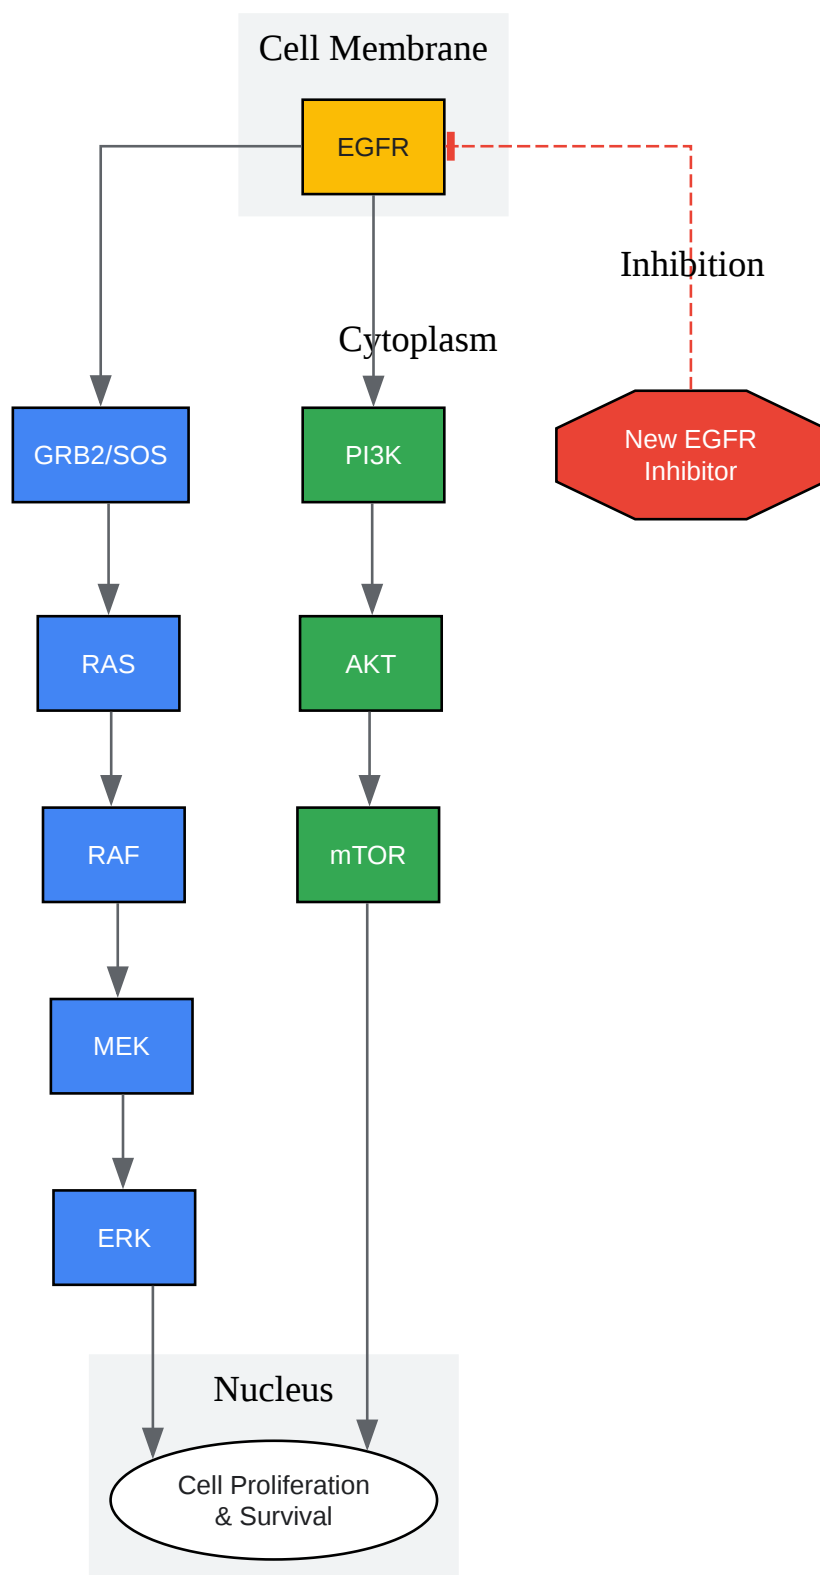 Cell Membrane
EGFR
Inhibition
Cytoplasm
GRB2/SOS
PI3K
New EGFR
Inhibitor
RAS
AKT
RAF
mTOR
MEK
ERK
Nucleus
Cell Proliferation
& Survival